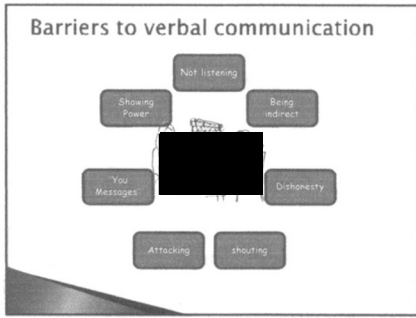 Barriers to verbal communication
Not listening
Showing
Power
Being
indirect
"You
Messages"
Dishonesty
Attacking
shouting